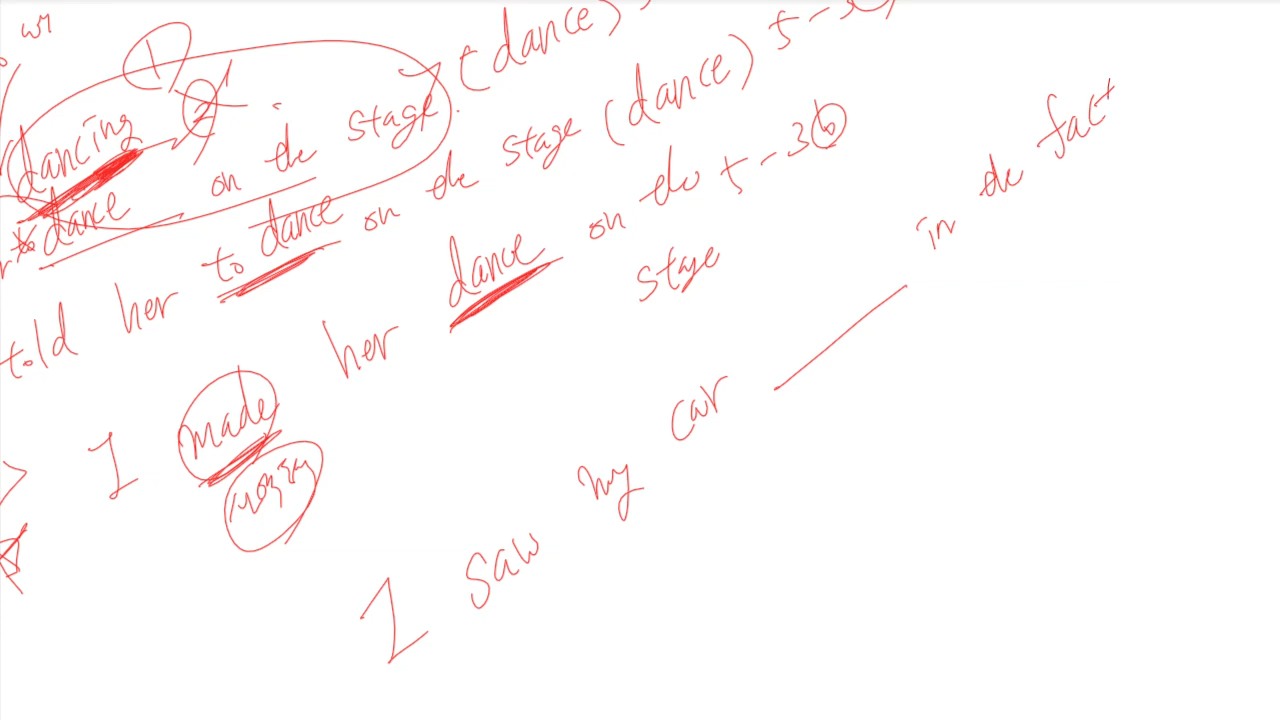 dancing 2
dance on the stage. (dance)
told her to dance on the stage (dance) 5-3
I made her dance on the 5-3(b)
stage
I saw my car in the fact